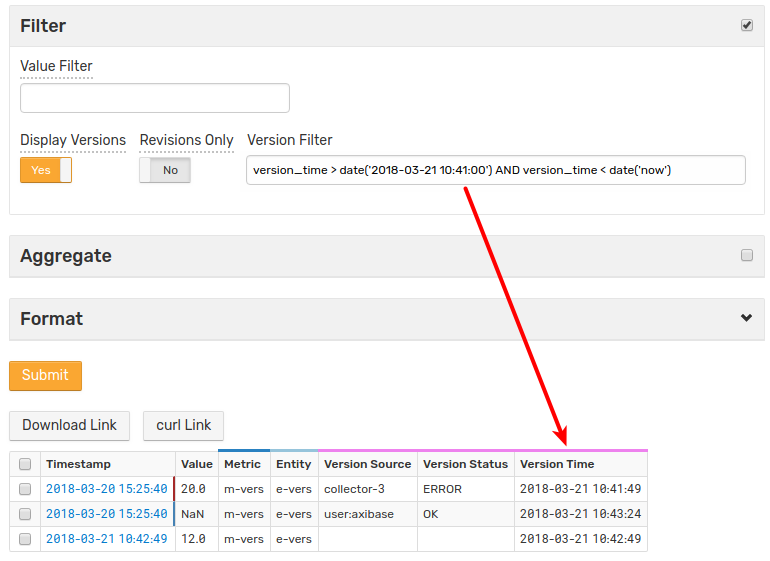 Filter
Value Filter
Display Versions Revisions Only Version Filter
Yes No version_time > date('2018-03-21 10:41:00') AND version_time < date('now')
Aggregate
Format
Submit
Download Link curl Link
Timestamp Value Metric Entity Version Source Version Status Version Time
2018-03-20 15:25:40 20.0 m-vers e-vers collector-3 ERROR 2018-03-21 10:41:49
2018-03-20 15:25:40 NaN m-vers e-vers user:axibase OK 2018-03-21 10:43:24
2018-03-21 10:42:49 12.0 m-vers e-vers 2018-03-21 10:42:49